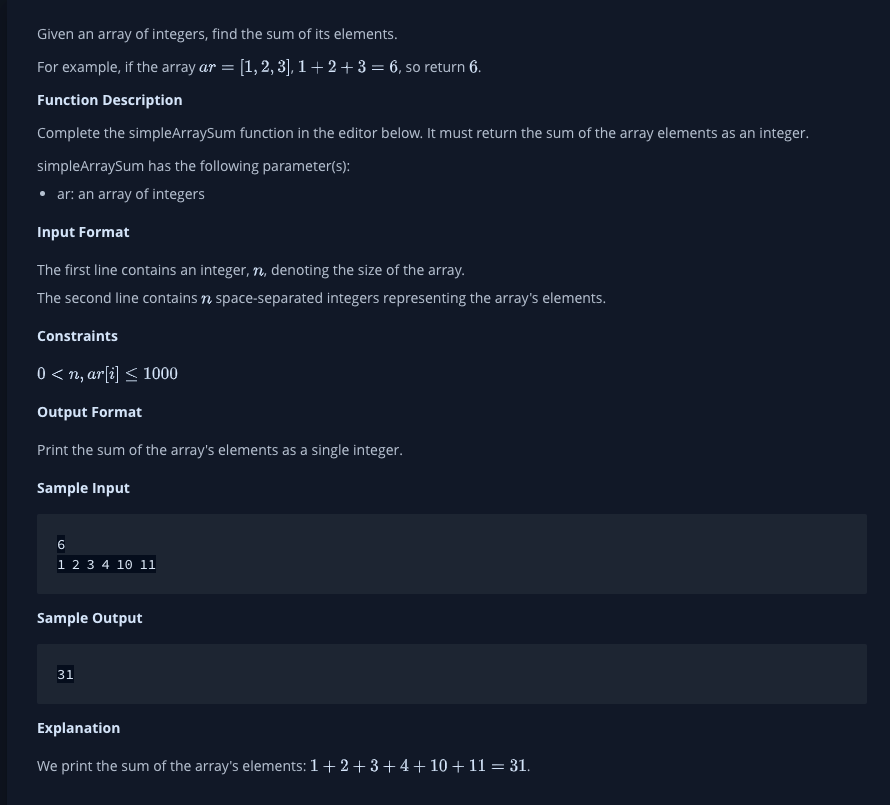 Given an array of integers, find the sum of its elements.
For example, if the array ar = [1, 2, 3], 1 + 2 + 3 = 6, so return 6.
Function Description
Complete the simpleArraySum function in the editor below. It must return the sum of the array elements as an integer.
simpleArraySum has the following parameter(s):
• ar: an array of integers
Input Format
The first line contains an integer, n, denoting the size of the array.
The second line contains n space-separated integers representing the array's elements.
Constraints
0 < n, ar[i] ≤ 1000
Output Format
Print the sum of the array's elements as a single integer.
Sample Input
6
1 2 3 4 10 11
Sample Output
31
Explanation
We print the sum of the array's elements: 1 + 2 + 3 + 4 + 10 + 11 = 31.